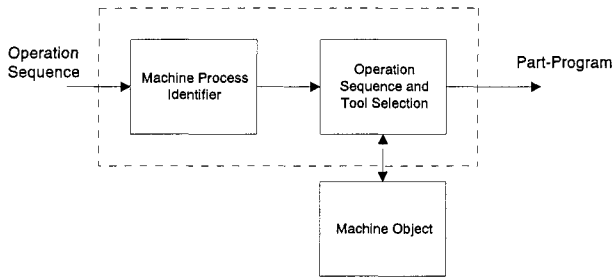 Operation
Sequence
Machine Process
Identifier
Operation
Sequence and
Tool Selection
Part-Program
Machine Object